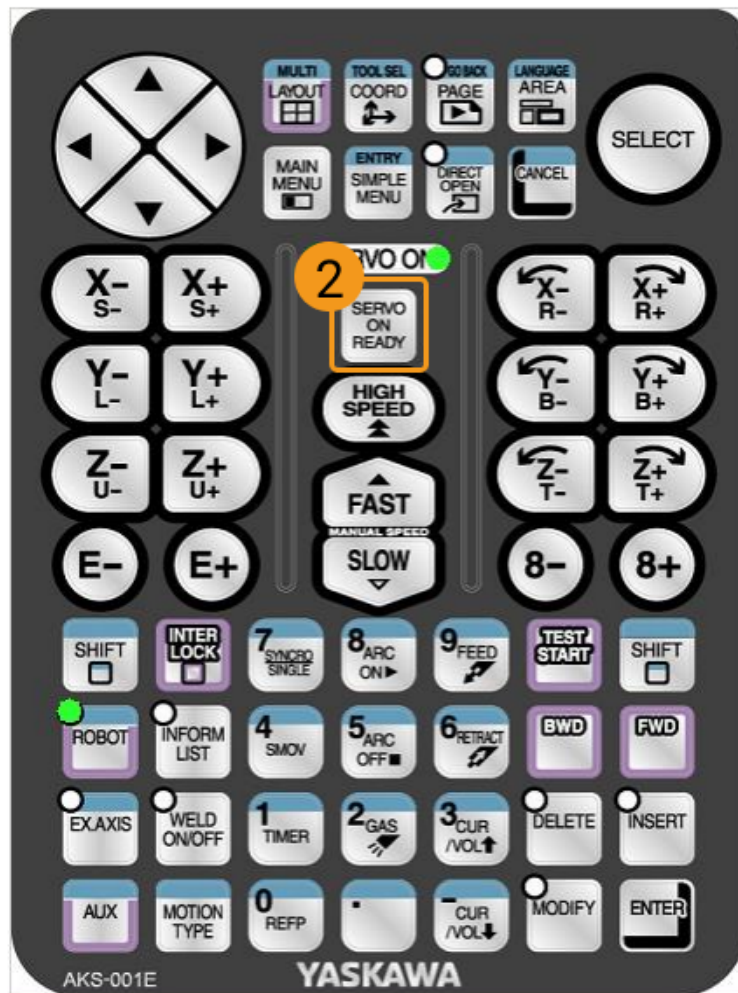 MULTI
LAYOUT
TOOL SEL
COORD
GO BACK
PAGE
LANGUAGE
AREA
SELECT
MAIN
MENU
ENTRY
SIMPLE
MENU
DIRECT
OPEN
CANCEL
2
RVO ON
SERVO
ON
READY
X-
S-
X+
S+
X-
R-
X+
R+
HIGH
SPEED
Y-
L-
Y+
L+
Y-
B-
Y+
B+
Z-
U-
Z+
U+
Z-
T-
Z+
T+
FAST
MANUAL SPEED
SLOW
E-
E+
8-
8+
SHIFT
INTER
LOCK
7
SYNCRO
SINGLE
8 ARC
ON
9 FEED
TEST
START
SHIFT
ROBOT
INFORM
LIST
4
SMOV
5 ARC
OFF
6 RETRACT
BWD
FWD
EX.AXIS
WELD
ON/OFF
1
TIMER
2 GAS
3 CUR
/VOL
DELETE
INSERT
AUX
MOTION
TYPE
0
REFP
.
- CUR
/VOL
MODIFY
ENTER
AKS-001E
YASKAWA